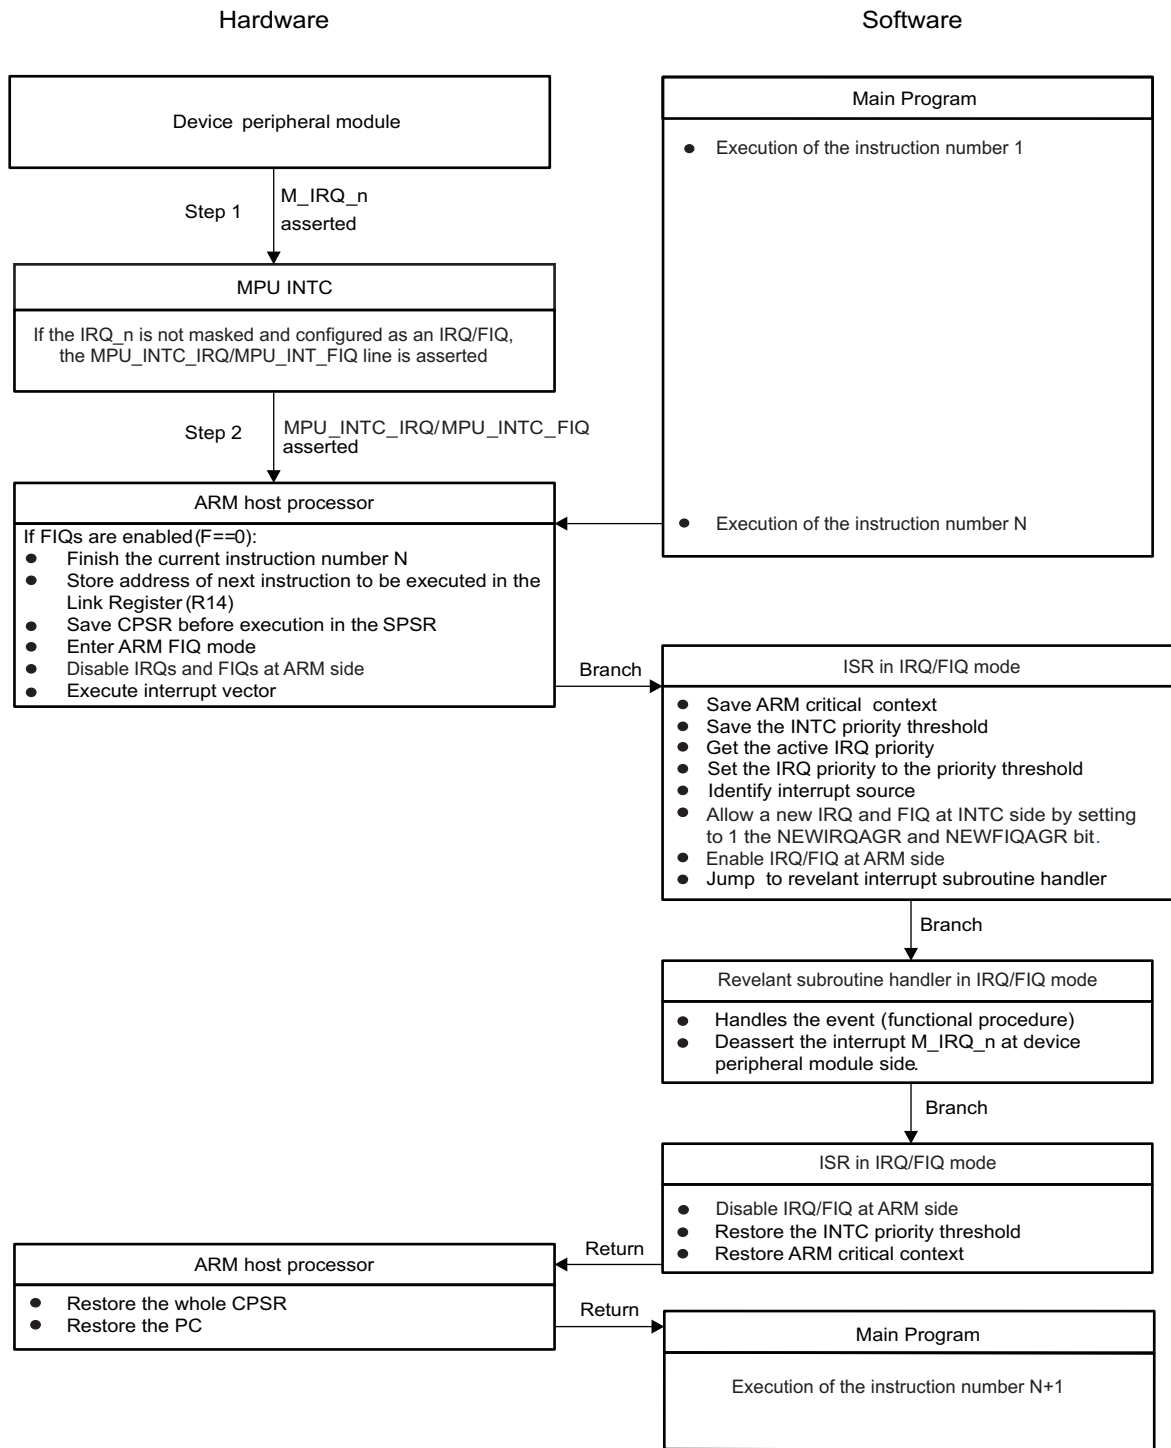 Hardware
Software
Device peripheral module
Main Program
Execution of the instruction number 1
Step 1
M_IRQ_n
asserted
MPU INTC
If the IRQ_n is not masked and configured as an IRQ/FIQ,
the MPU_INTC_IRQ/MPU_INT_FIQ line is asserted
Step 2
MPU_INTC_IRQ/MPU_INTC_FIQ
asserted
ARM host processor
Execution of the instruction number N
If FIQs are enabled(F==0):
Finish the current instruction number N
Store address of next instruction to be executed in the
Link Register(R14)
Save CPSR before execution in the SPSR
Enter ARM FIQ mode
Disable IRQs and FIQs at ARM side
Execute interrupt vector
Branch
ISR in IRQ/FIQ mode
Save ARM critical context
Save the INTC priority threshold
Get the active IRQ priority
Set the IRQ priority to the priority threshold
Identify interrupt source
Allow a new IRQ and FIQ at INTC side by setting
to 1 the NEWIRQAGR and NEWFIQAGR bit.
Enable IRQ/FIQ at ARM side
Jump to revelant interrupt subroutine handler
Branch
Revelant subroutine handler in IRQ/FIQ mode
Handles the event (functional procedure)
Deassert the interrupt M_IRQ_n at device
peripheral module side.
Branch
ISR in IRQ/FIQ mode
Disable IRQ/FIQ at ARM side
Restore the INTC priority threshold
Restore ARM critical context
Return
ARM host processor
Restore the whole CPSR
Restore the PC
Return
Main Program
Execution of the instruction number N+1